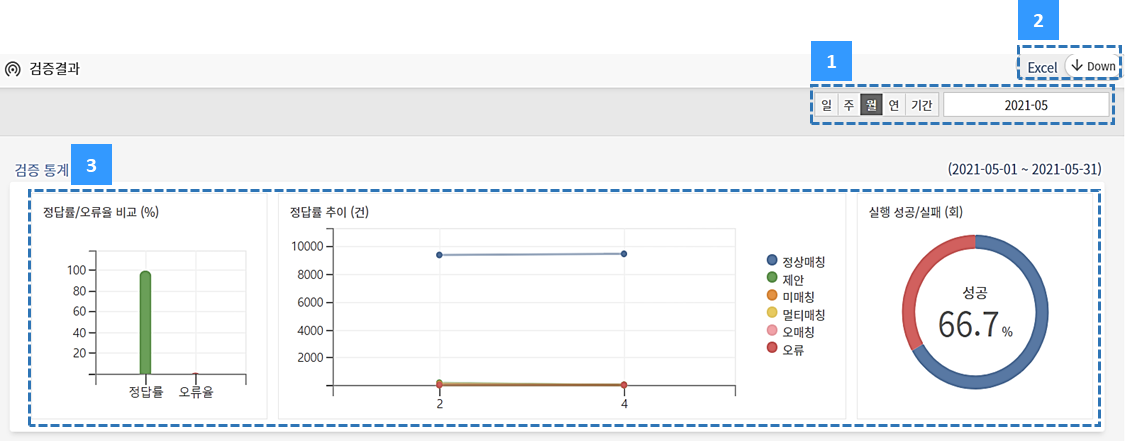 2
검증결과
1
Excel
Down
일 주 월 연 기간
2021-05
검증 통계
3
(2021-05-01 ~ 2021-05-31)
정답률/오류율 비교 (%)
100
80
60
40
20
정답률 오류율
정답률 추이 (건)
10000
8000
6000
4000
2000
2 4
정상매칭
제안
미매칭
멀티매칭
오매칭
오류
실행 성공/실패 (회)
성공
66.7 %